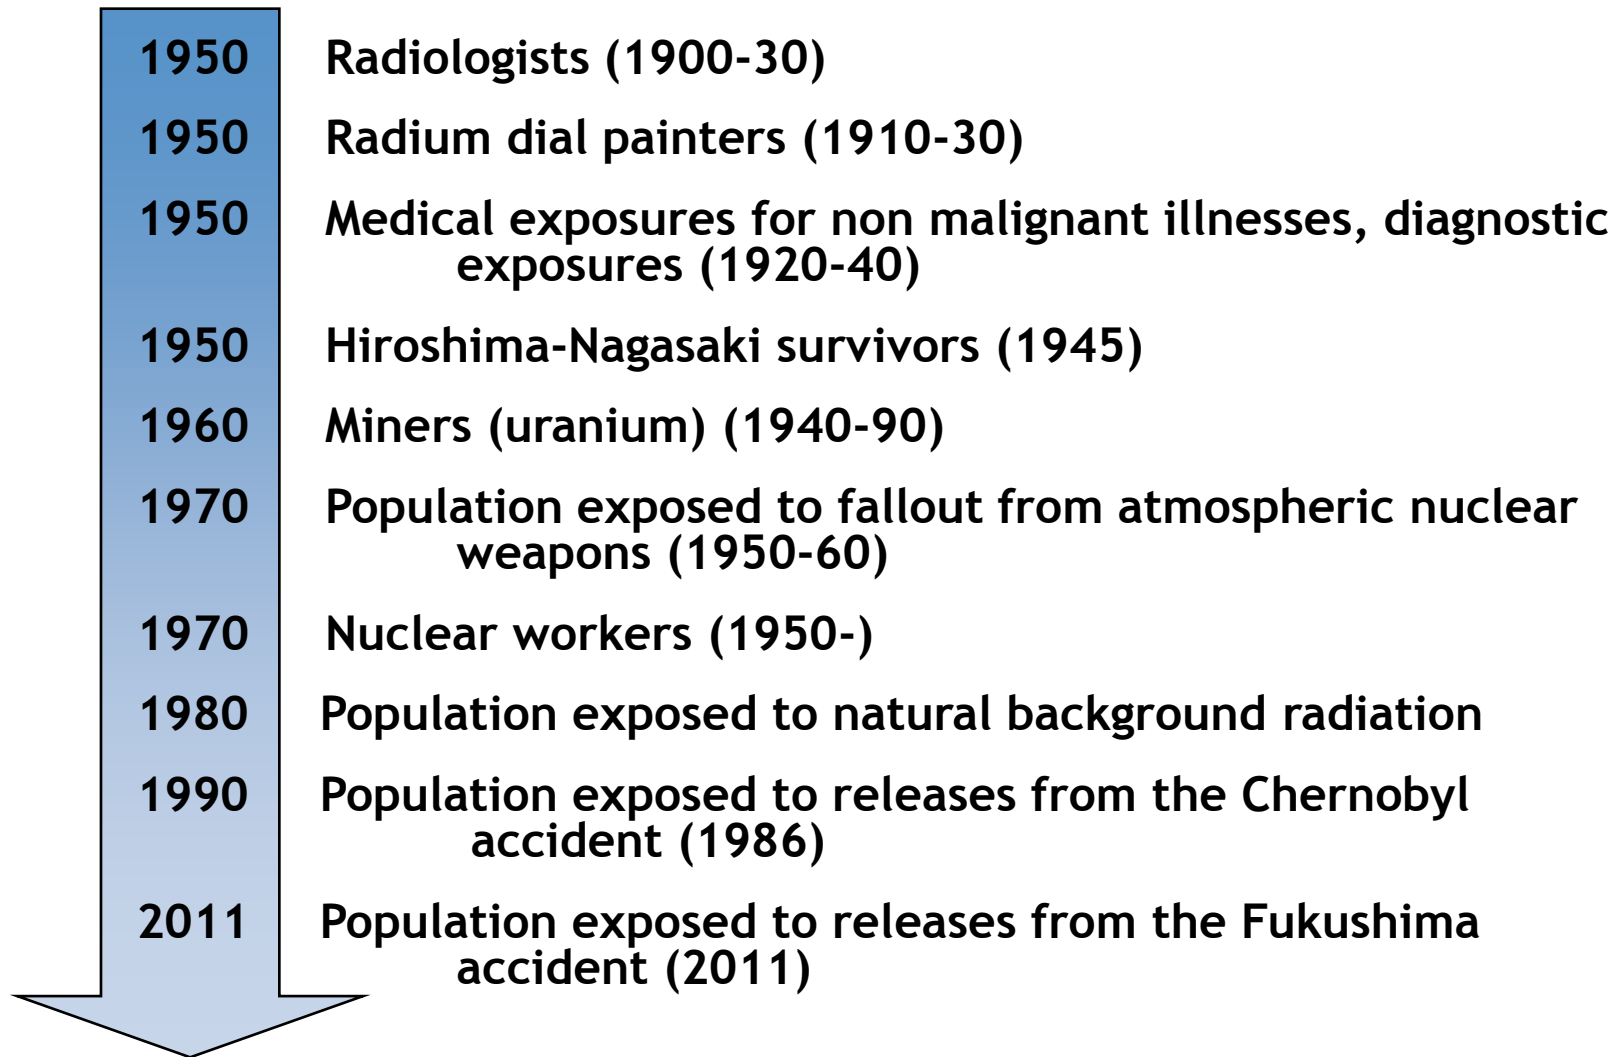 1950 Radiologists (1900-30)
1950 Radium dial painters (1910-30)
1950 Medical exposures for non malignant illnesses, diagnostic
exposures (1920-40)
1950 Hiroshima-Nagasaki survivors (1945)
1960 Miners (uranium) (1940-90)
1970 Population exposed to fallout from atmospheric nuclear
weapons (1950-60)
1970 Nuclear workers (1950-)
1980 Population exposed to natural background radiation
1990 Population exposed to releases from the Chernobyl
accident (1986)
2011 Population exposed to releases from the Fukushima
accident (2011)